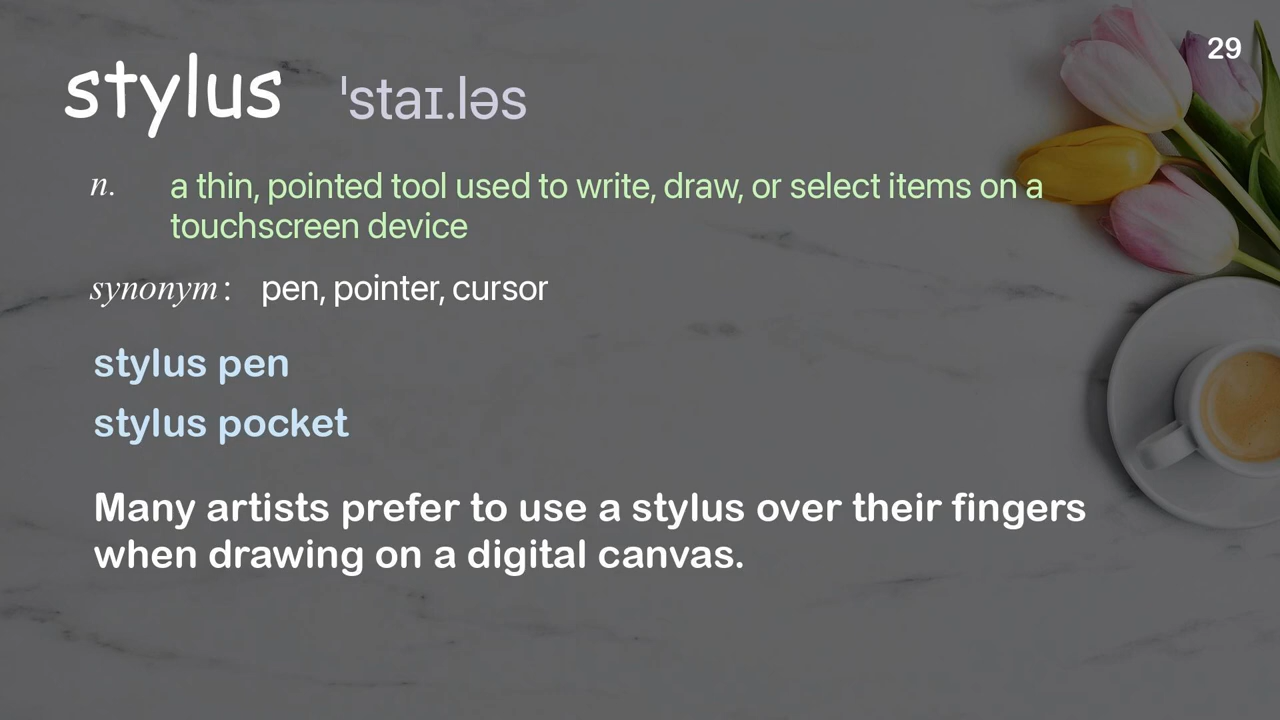 29
stylus ˈstaɪ.ləs
n. a thin, pointed tool used to write, draw, or select items on a
touchscreen device
synonym: pen, pointer, cursor
stylus pen
stylus pocket
Many artists prefer to use a stylus over their fingers
when drawing on a digital canvas.